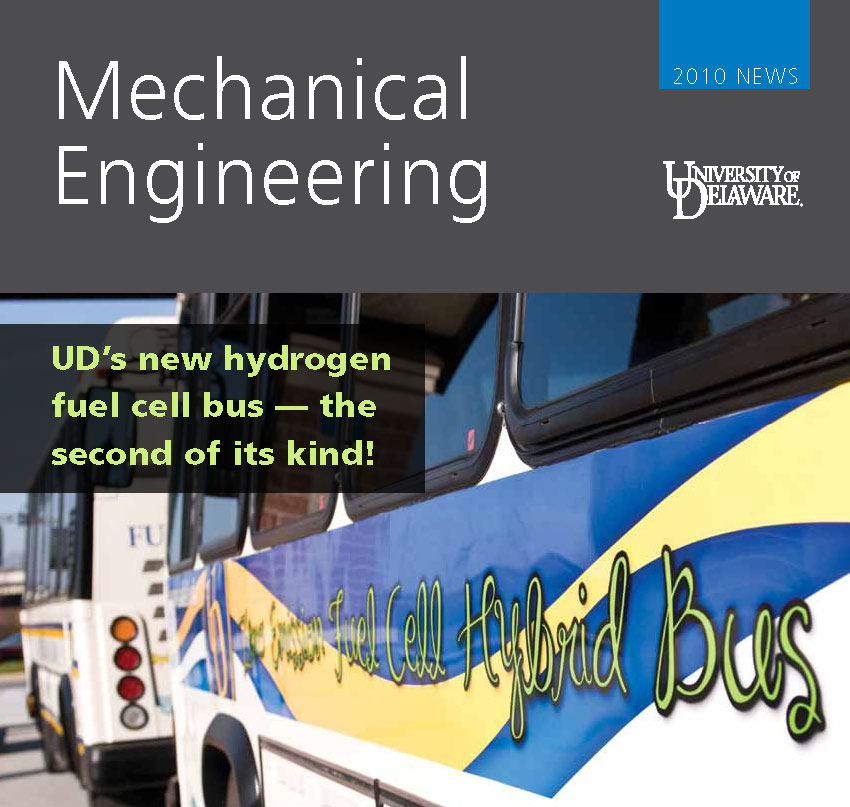 Mechanical
Engineering
2010 NEWS
UNIVERSITY OF
DELAWARE.
UD’s new hydrogen
fuel cell bus — the
second of its kind!
FU
Zero Emission Fuel Cell Hybrid Bus